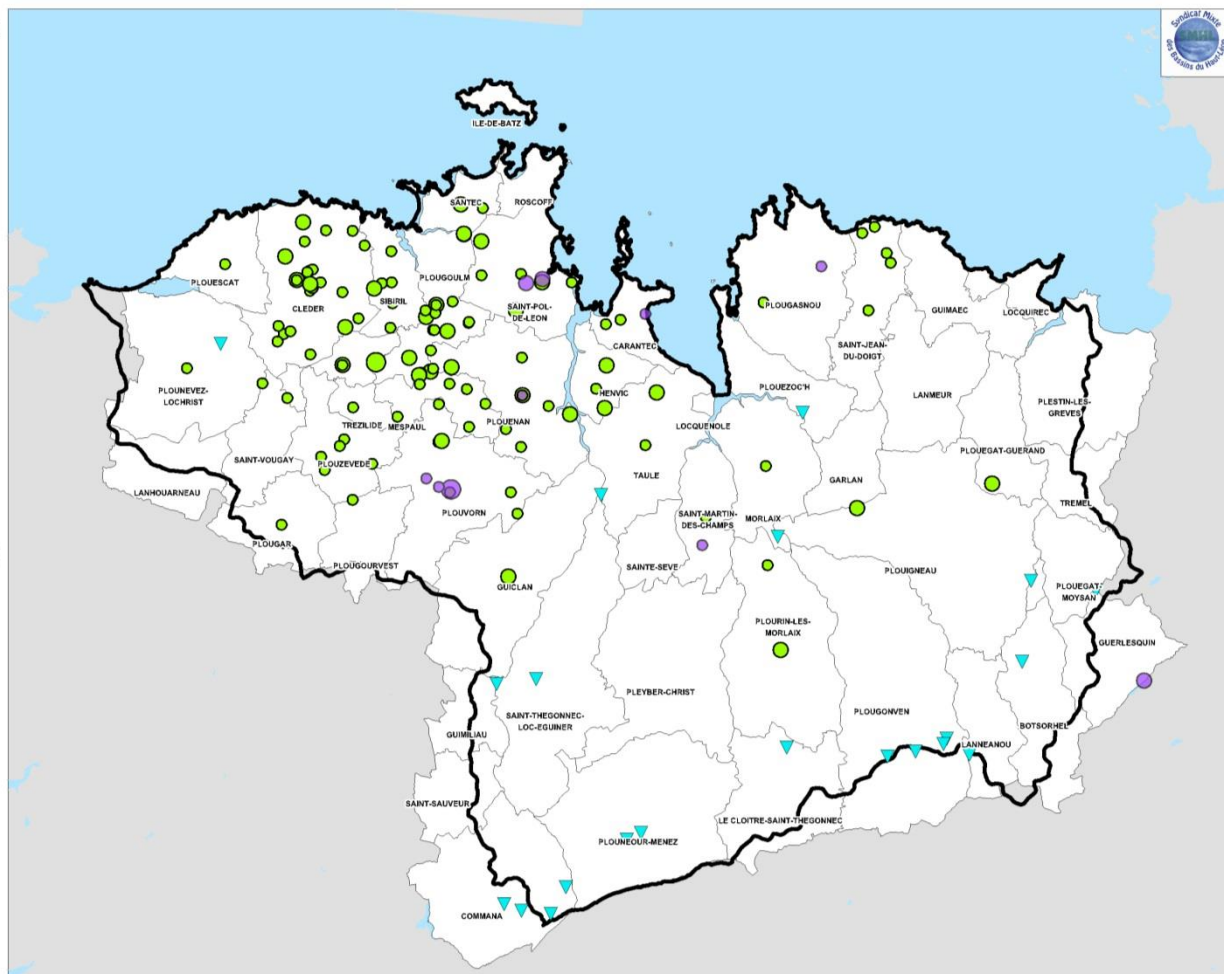 Syndicat Mixte
SMHL
des Bassins du Haut-Léon
ILE-DE-BATZ
SANTEC
ROSCOFF
PLOUESCAT
PLOUGOULM
CLEDER
SIBIRIL
SAINT-POL-
DE-LEON
PLOUGASNOU
GUIMAEC
LOCQUIREC
CARANTEC
SAINT-JEAN-
DU-DOIGT
PLOUNEVEZ-
LOCHRIST
HENVIC
PLOUEZOC'H
LANMEUR
PLESTIN-LES-
GREVES
TREZILIDE
MESPAUL
PLOUENAN
LOCQUENOLE
SAINT-VOUGAY
PLOUZEVEDE
PLOUEGAT-GUERAND
LANHOUARNEAU
TAULE
GARLAN
TREMEL
PLOUVORN
SAINT-MARTIN-
DES-CHAMPS
MORLAIX
PLOUGAR
PLOUGOURVEST
SAINTE-SEVE
PLOUIGNEAU
GUICLAN
PLOUEGAT-
MOYSAN
PLOURIN-LES-
MORLAIX
GUERLESQUIN
PLEYBER-CHRIST
SAINT-THEGONNEC-
LOC-EGUINER
PLOUGONVEN
BOTSORHEL
GUIMILIAU
LANNEANOU
SAINT-SAUVEUR
LE CLOITRE-SAINT-THEGONNEC
PLOUNEOUR-MENEZ
COMMANA